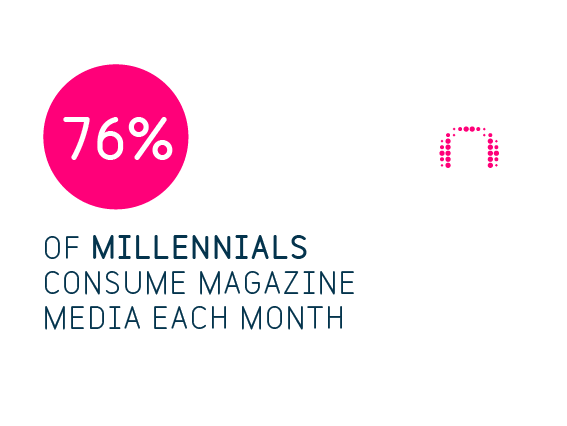 76%
OF MILLENNIALS
CONSUME MAGAZINE
MEDIA EACH MONTH